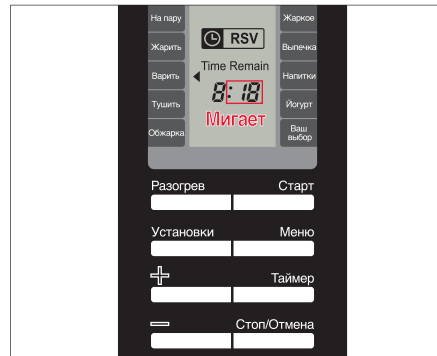 На пару Жаркое
RSV
Жарить Выпечка
Time Remain
Варить Напитки
8:18
Тушить Йогурт
Мигает
Обжарка Ваш выбор
Разогрев Старт
Установки Меню
+ Таймер
− Стоп/Отмена